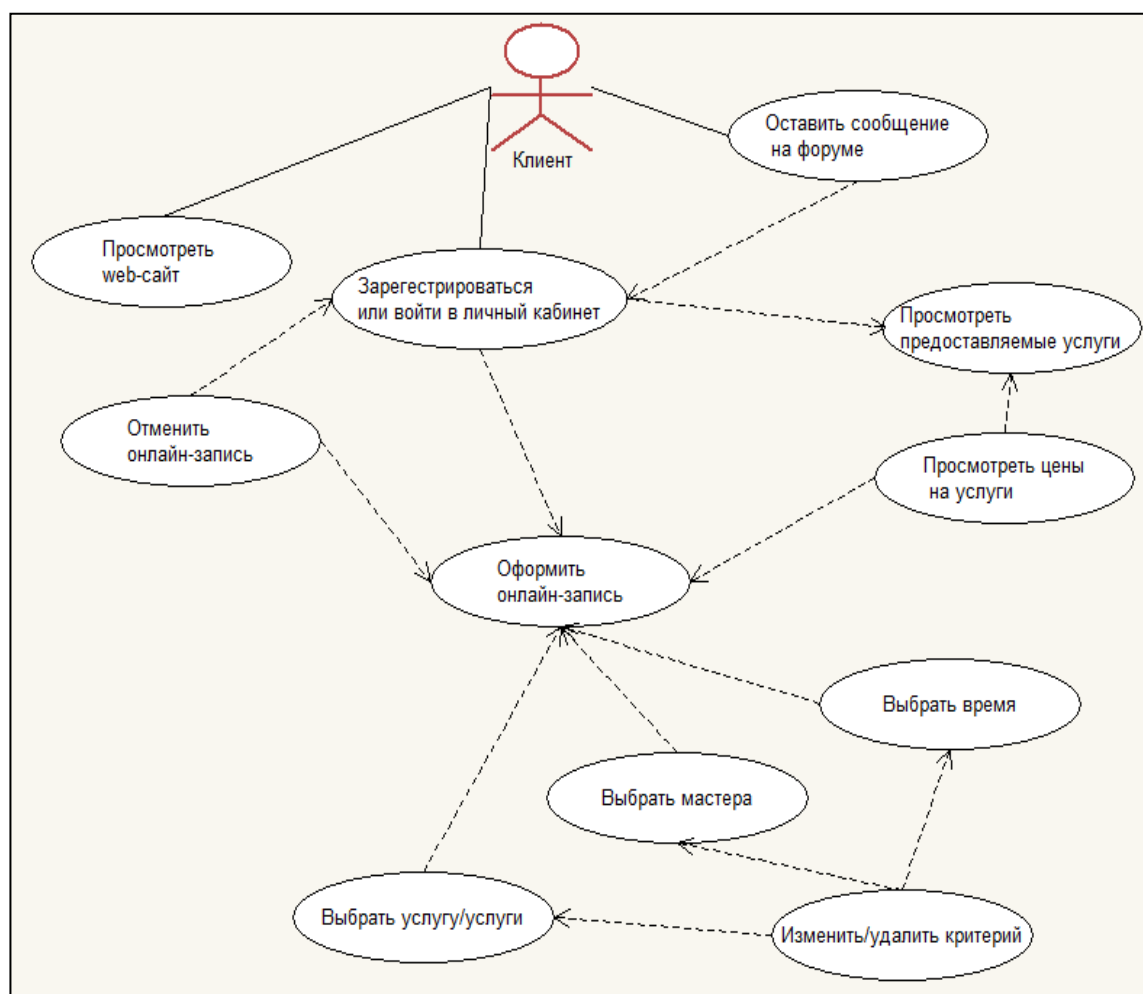 Клиент
Оставить сообщение
на форуме
Просмотреть
web-сайт
Зарегестрироваться
или войти в личный кабинет
Просмотреть
предоставляемые услуги
Отменить
онлайн-запись
Просмотреть цены
на услуги
Оформить
онлайн-запись
Выбрать время
Выбрать мастера
Выбрать услугу/услуги
Изменить/удалить критерий